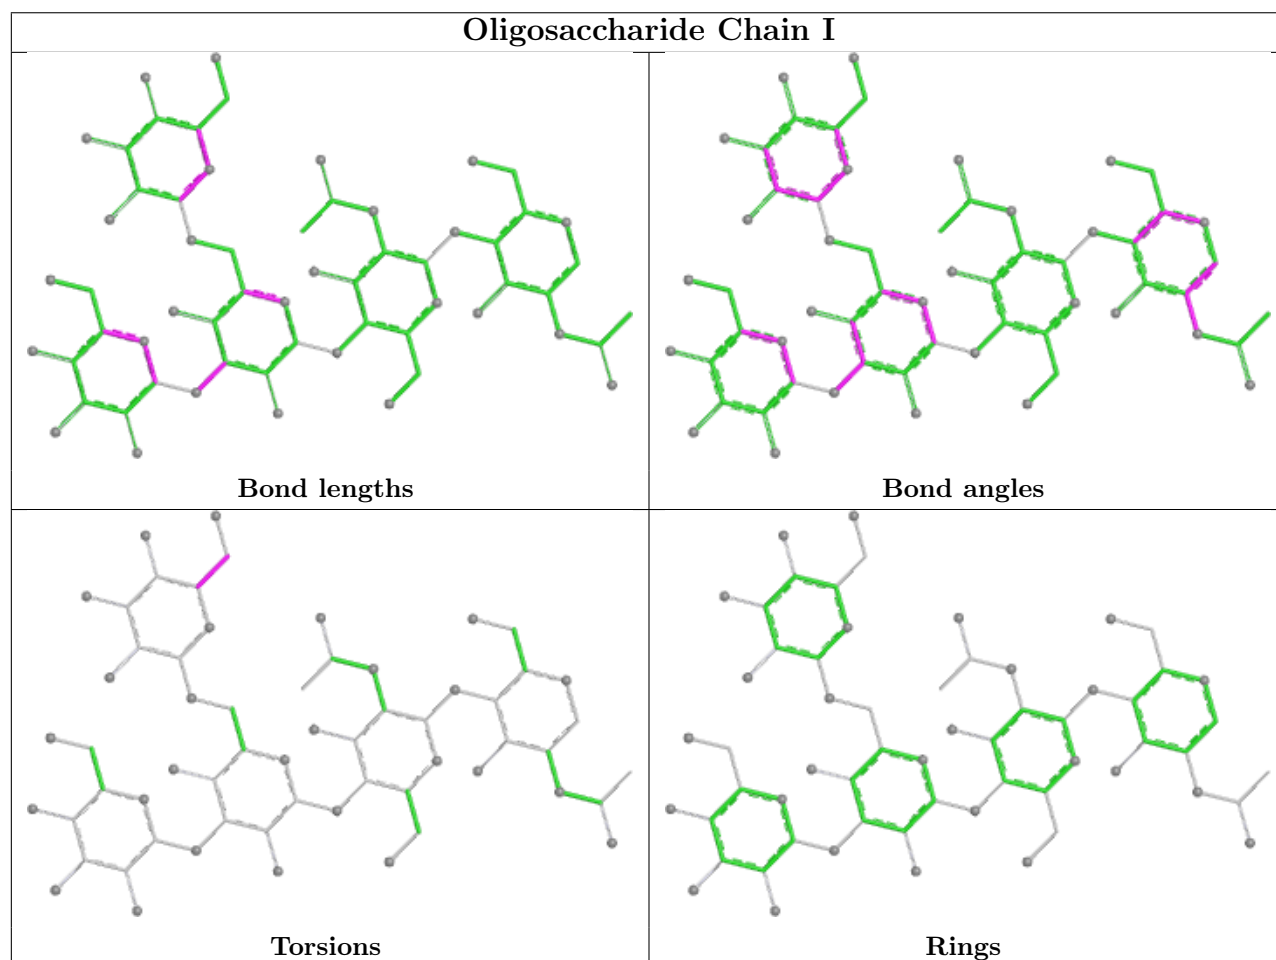 Oligosaccharide Chain I
Bond lengths
Bond angles
Torsions
Rings